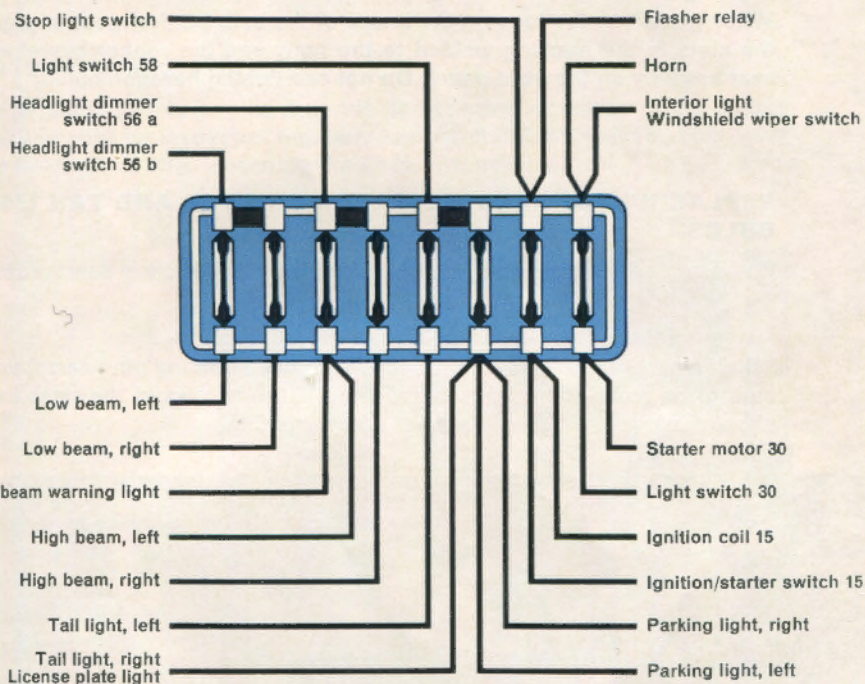 Stop light switch
Light switch 58
Headlight dimmer
switch 56 a
Headlight dimmer
switch 56 b
Flasher relay
Horn
Interior light
Windshield wiper switch
Low beam, left
Low beam, right
beam warning light
High beam, left
High beam, right
Tail light, left
Tail light, right
License plate light
Starter motor 30
Light switch 30
Ignition coil 15
Ignition/starter switch 15
Parking light, right
Parking light, left